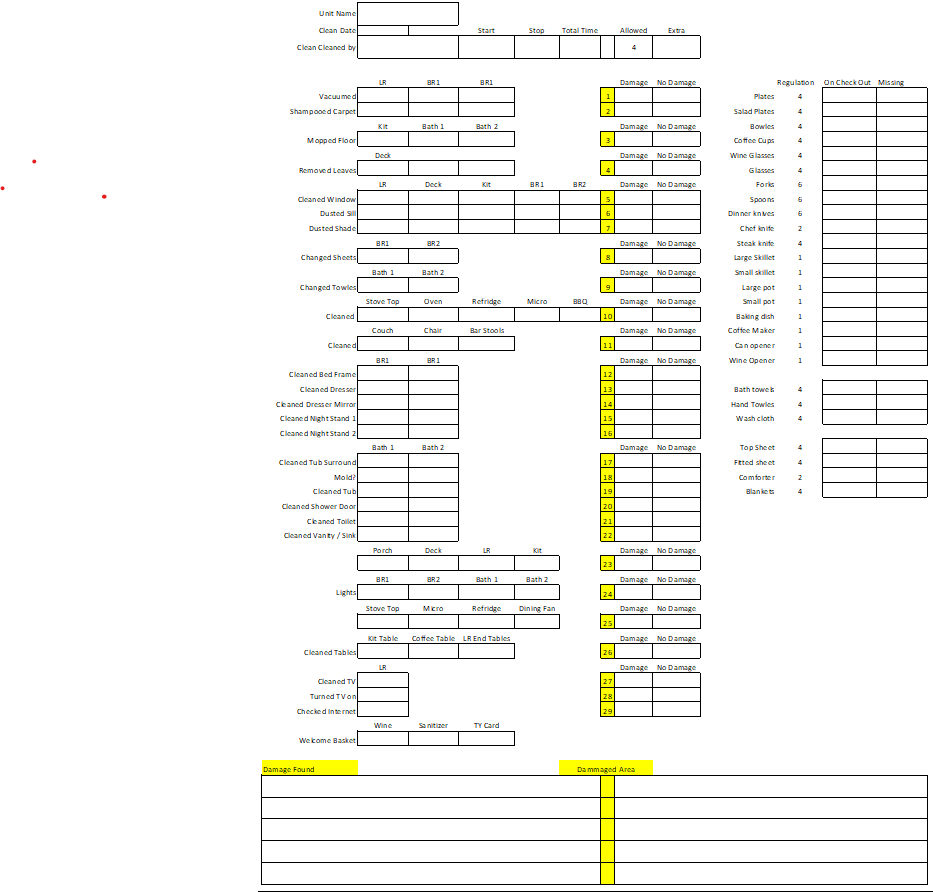 Unit Name
Clean Date Start Stop Total Time Allowed Extra
Clean Cleaned by 4
LR BR1 BR1 Damage No Damage Regulation On Check Out Missing
Vacuumed 1 Plates 4
Shampooed Carpet 2 Salad Plates 4
Kit Bath 1 Bath 2 Damage No Damage Bowles 4
Mopped Floor 3 Coffee Cups 4
Deck Damage No Damage Wine Glasses 4
Removed Leaves 4 Glasses 4
LR Deck Kit BR1 BR2 Damage No Damage Forks 6
Cleaned Window 5 Spoons 6
Dusted Sill 6 Dinner knives 6
Dusted Shade 7 Chef knife 2
BR1 BR2 Damage No Damage Steak knife 4
Changed Sheets 8 Large Skillet 1
Bath 1 Bath 2 Damage No Damage Small skillet 1
Changed Towles 9 Large pot 1
Stove Top Oven Refridge Micro BBQ Damage No Damage Small pot 1
Cleaned 10 Baking dish 1
Couch Chair Bar Stools Damage No Damage Coffee Maker 1
Cleaned 11 Can opener 1
BR1 BR1 Damage No Damage Wine Opener 1
Cleaned Bed Frame 12
Cleaned Dresser 13 Bath towels 4
Cleaned Dresser Mirror 14 Hand Towles 4
Cleaned Night Stand 1 15 Wash cloth 4
Cleaned Night Stand 2 16
Bath 1 Bath 2 Damage No Damage Top Sheet 4
Cleaned Tub Surround 17 Fitted sheet 4
Mold? 18 Comforter 2
Cleaned Tub 19 Blankets 4
Cleaned Shower Door 20
Cleaned Toilet 21
Cleaned Vanity / Sink 22
Porch Deck LR Kit Damage No Damage
23
BR1 BR2 Bath 1 Bath 2 Damage No Damage
Lights 24
Stove Top Micro Refridge Dining Fan Damage No Damage
25
Kit Table Coffee Table LR End Tables Damage No Damage
Cleaned Tables 26
LR Damage No Damage
Cleaned TV 27
Turned TV on 28
Checked Internet 29
Wine Sanitizer TY Card
Welcome Basket
Damage Found Dammaged Area